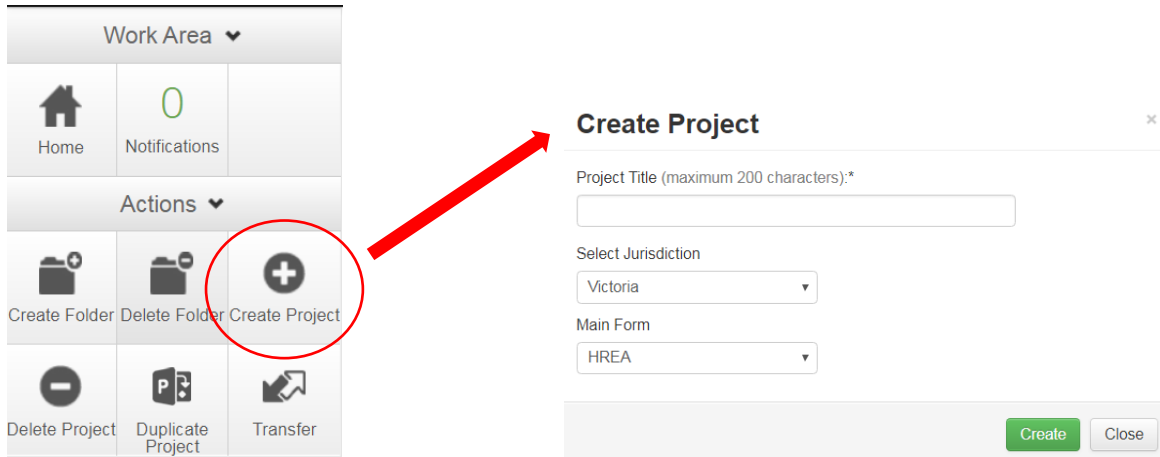 Work Area
Home
0
Notifications
Actions
Create Folder
Delete Folder
Create Project
Delete Project
P
Duplicate
Project
Transfer
Create Project
×
Project Title (maximum 200 characters):*
Select Jurisdiction
Victoria
Main Form
HREA
Create
Close